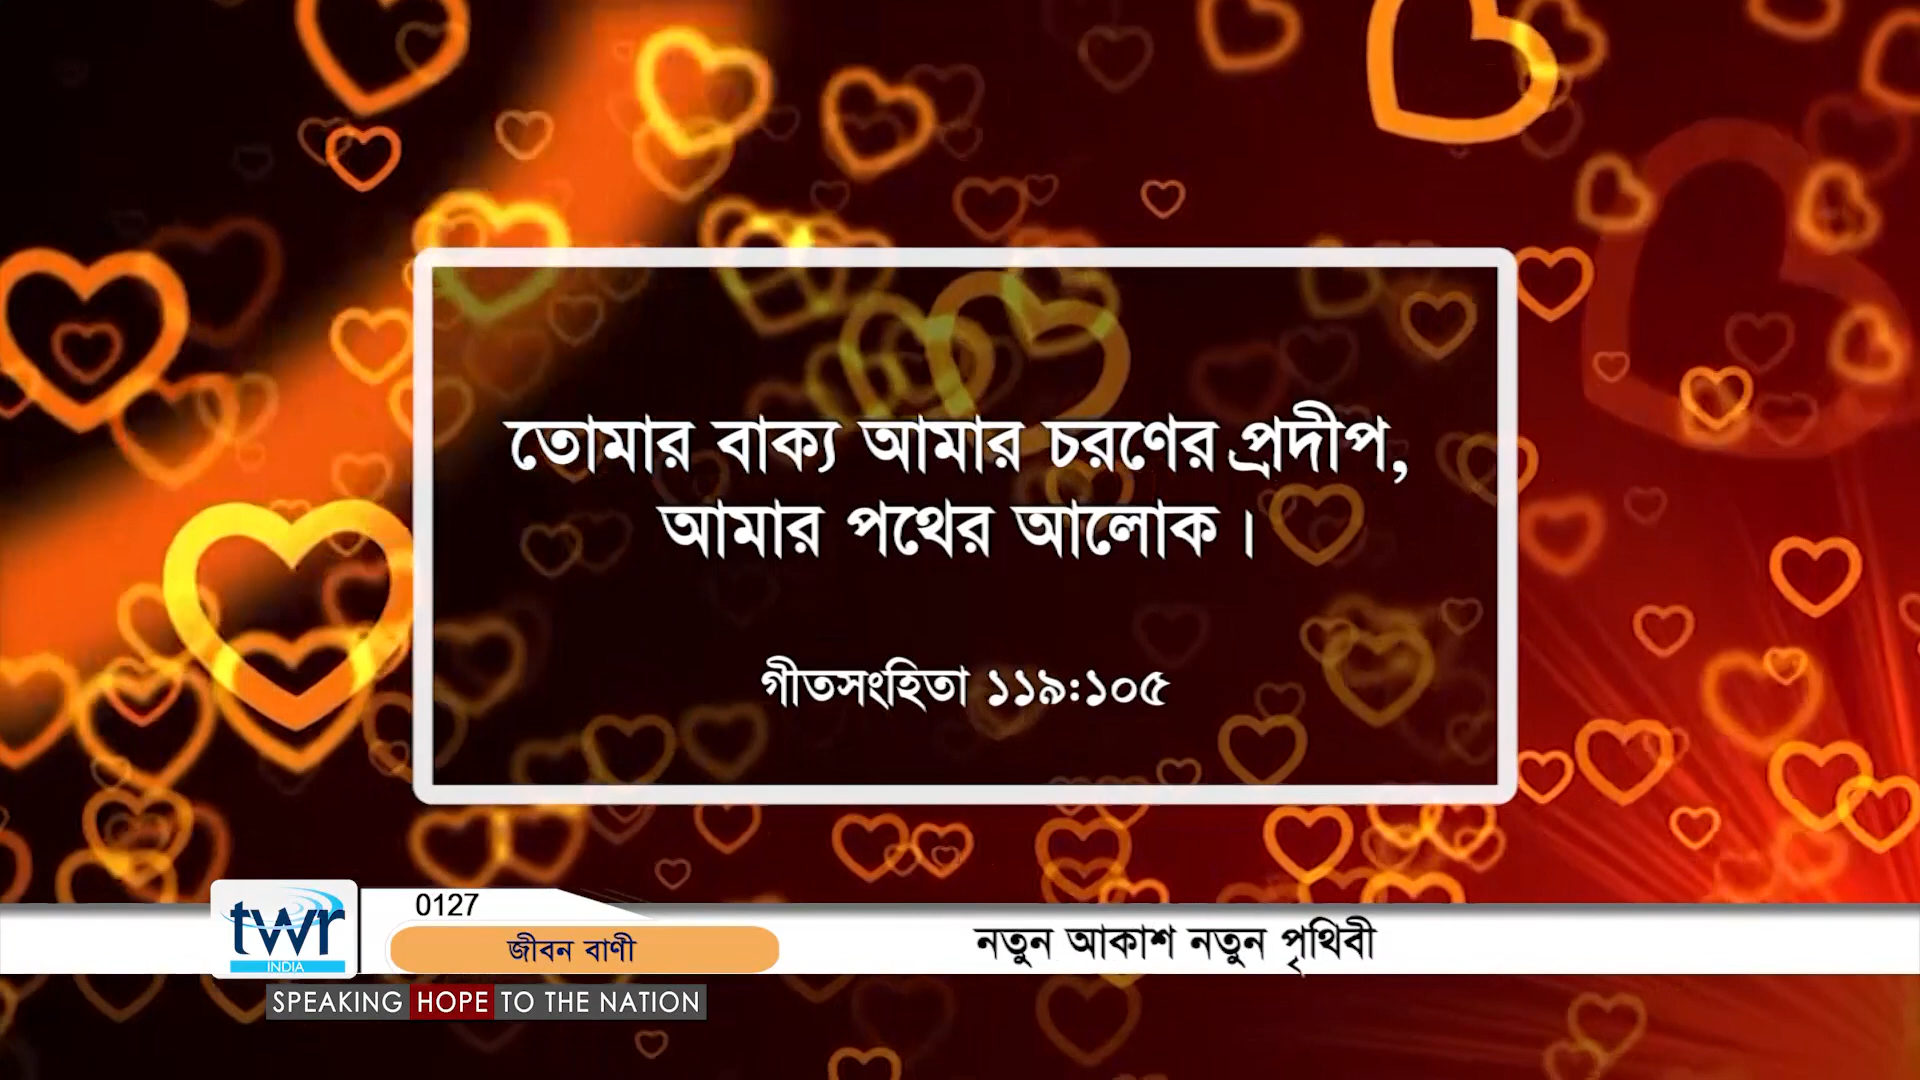 তোমার বাক্য আমার চরণের প্রদীপ,
আমার পথের আলোক।
গীতসংহিতা ১১৯:১০৫
twr
INDIA
0127
জীবন বাণী
নতুন আকাশ নতুন পৃথিবী
SPEAKING HOPE TO THE NATION